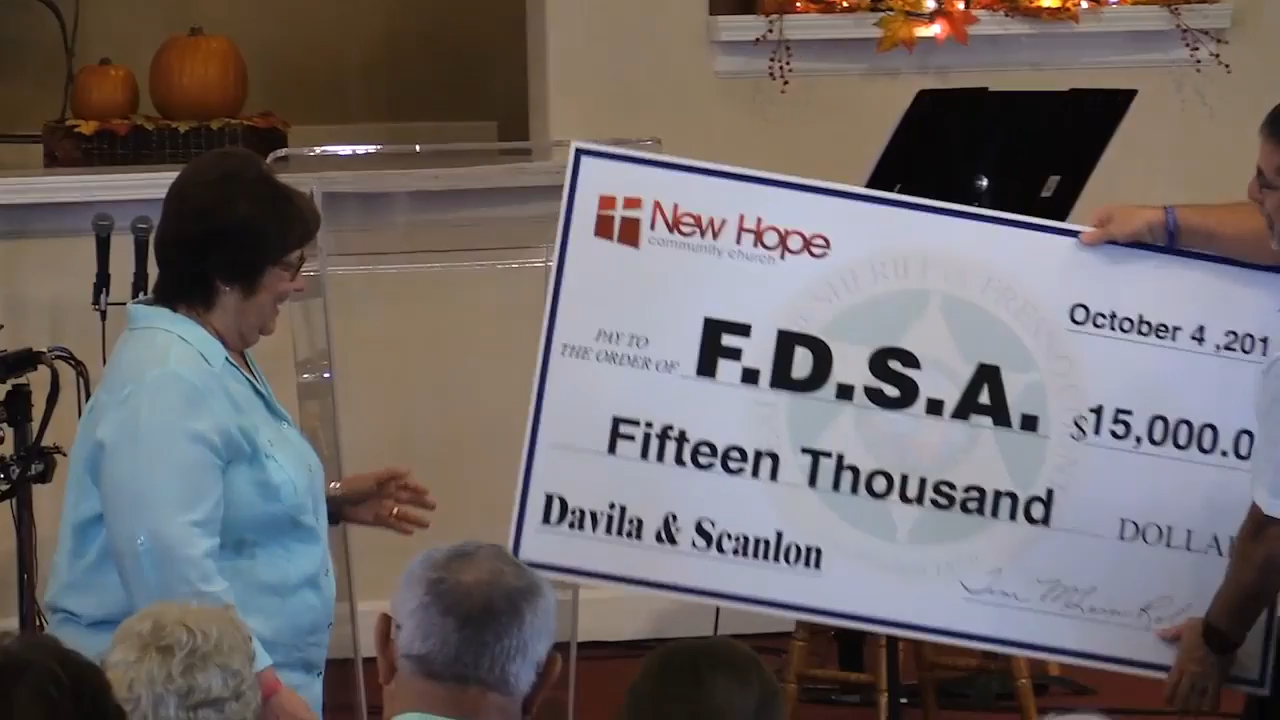 New Hope
community church
October 4 ,201
PAY TO
THE ORDER OF
F.D.S.A.
$15,000.0
Fifteen Thousand
DOLLA
Davila & Scanlon